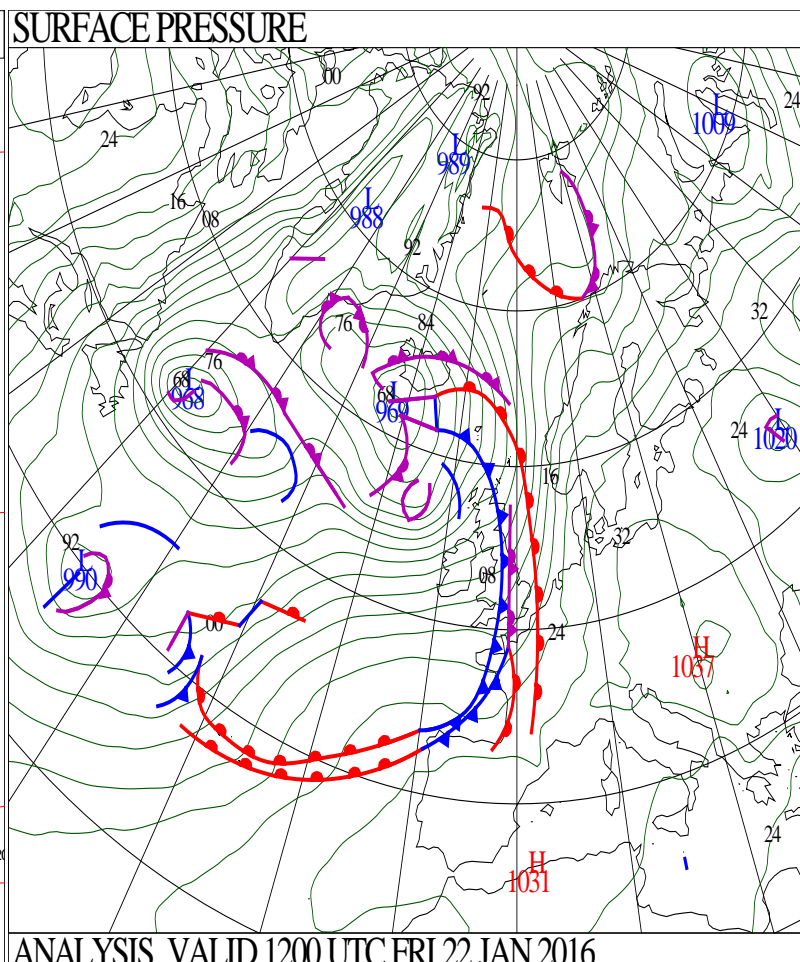 SURFACE PRESSURE
00
92
24
L
1009
24
L
989
16
08
L
988
92
32
76
84
76
68
L
968
68
L
969
24
L
1020
16
32
92
L
990
08
00
24
H
1037
24
H
1031
ANALYSIS VALID 1200 UTC FRI 22 JAN 2016